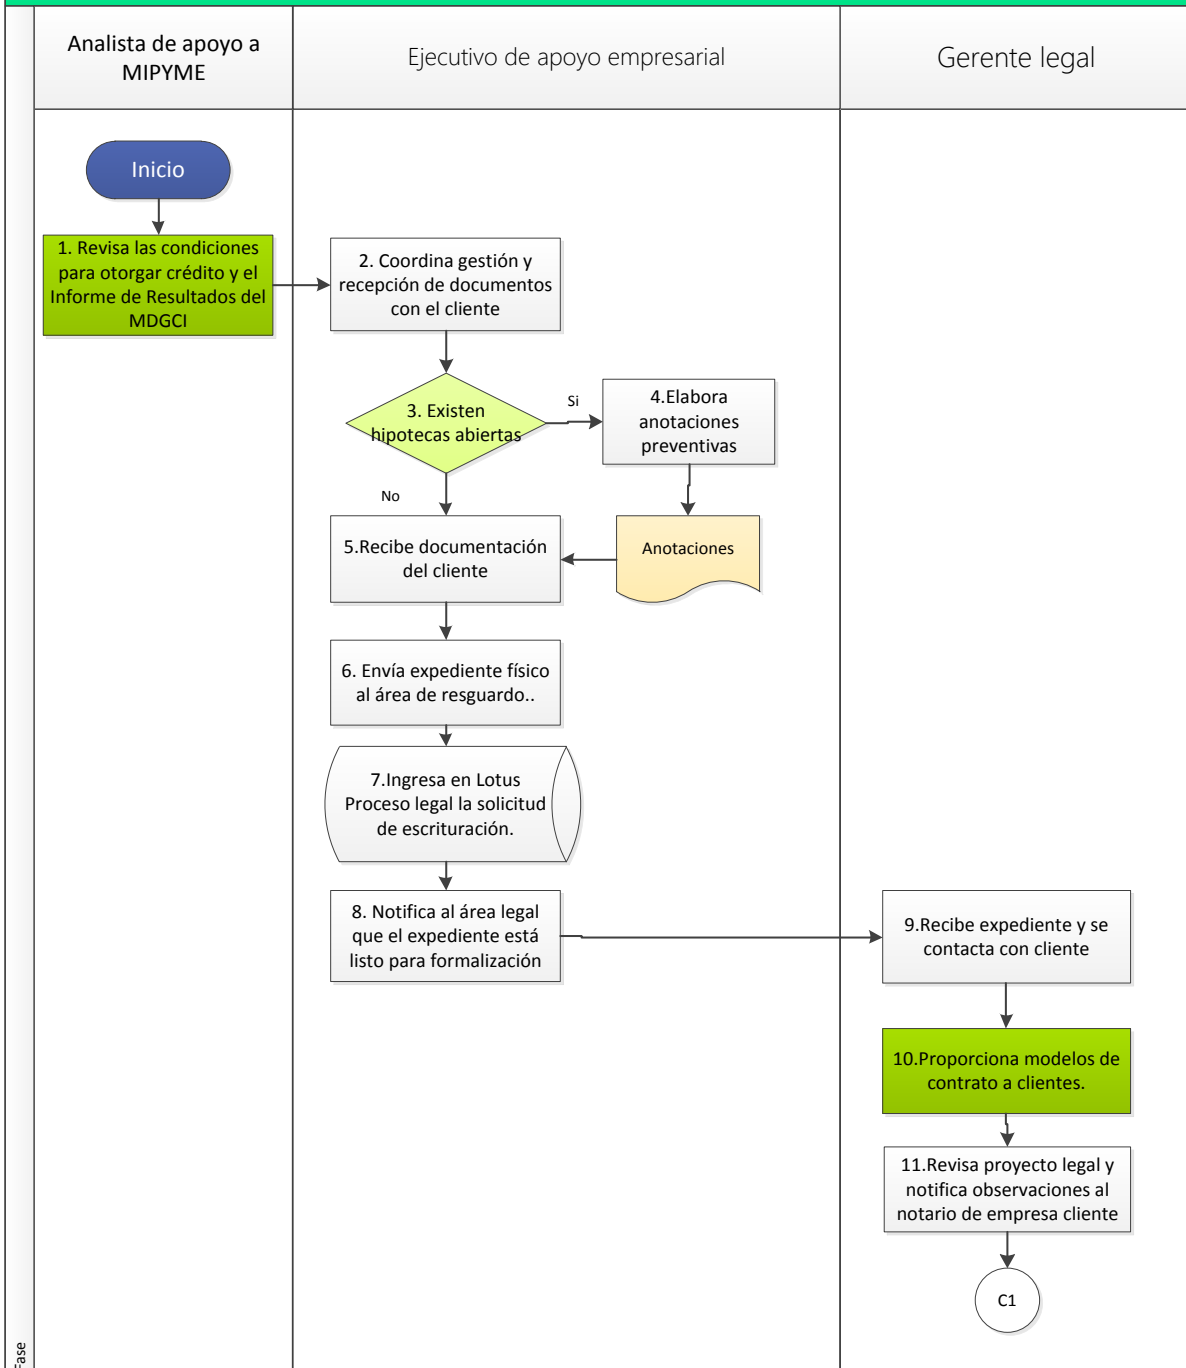 Analista de apoyo a
MIPYME
Ejecutivo de apoyo empresarial
Gerente legal
Inicio
1. Revisa las condiciones
para otorgar crédito y el
Informe de Resultados del
MDGCI
2. Coordina gestión y
recepción de documentos
con el cliente
3. Existen
hipotecas abiertas
Si
4.Elabora
anotaciones
preventivas
No
Anotaciones
5.Recibe documentación
del cliente
6. Envía expediente físico
al área de resguardo..
7.Ingresa en Lotus
Proceso legal la solicitud
de escrituración.
8. Notifica al área legal
que el expediente está
listo para formalización
9.Recibe expediente y se
contacta con cliente
10.Proporciona modelos de
contrato a clientes.
11.Revisa proyecto legal y
notifica observaciones al
notario de empresa cliente
C1
Fase